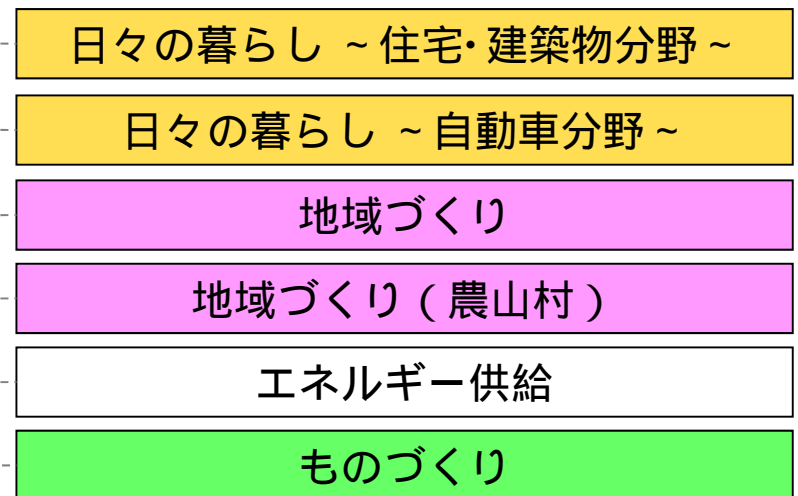 日々の暮らし ~住宅・建築物分野~
日々の暮らし ~自動車分野~
地域づくり
地域づくり(農山村)
エネルギー供給
ものづくり